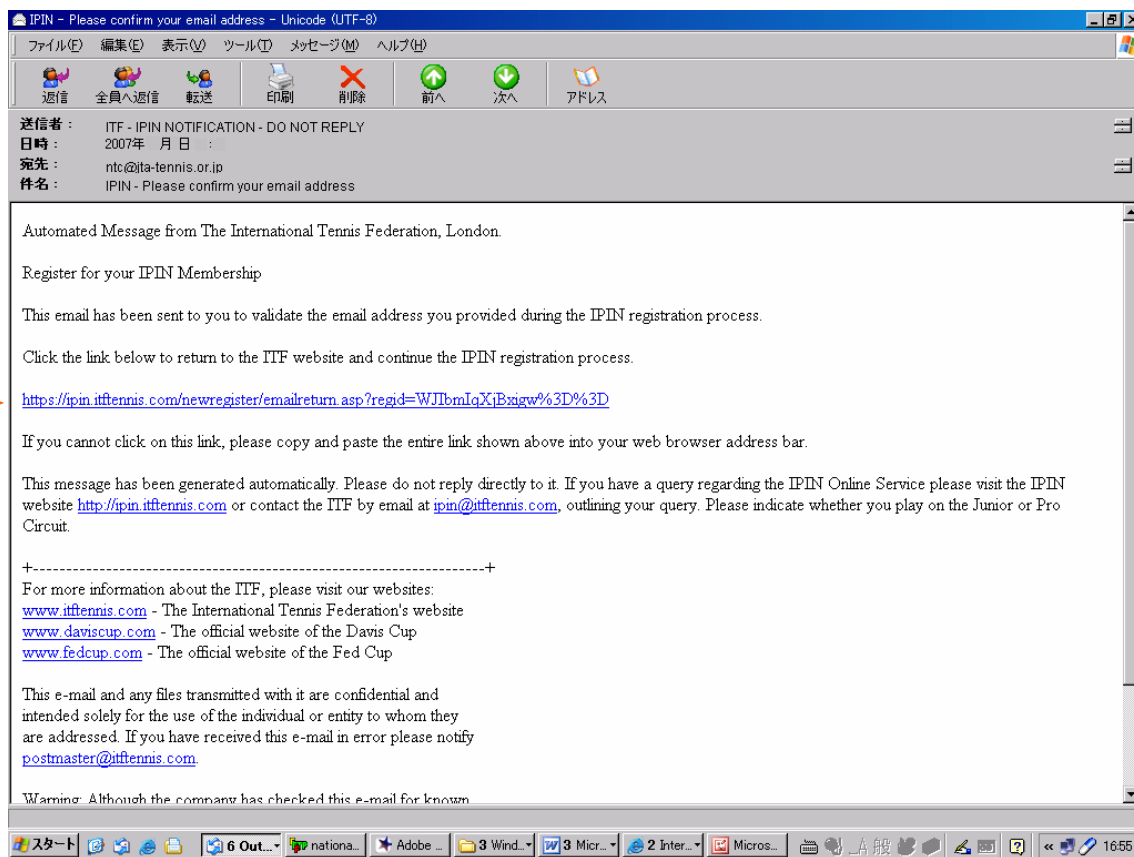 IPIN - Please confirm your email address - Unicode (UTF-8)
ファイル(F) 編集(E) 表示(V) ツール(T) メッセージ(M) ヘルプ(H)
返信 全員へ返信 転送 印刷 削除 前へ 次へ アドレス
送信者: ITF - IPIN NOTIFICATION - DO NOT REPLY
日時: 2007年 月 日 :
宛先: ntc@jta-tennis.or.jp
件名: IPIN - Please confirm your email address
Automated Message from The International Tennis Federation, London.
Register for your IPIN Membership
This email has been sent to you to validate the email address you provided during the IPIN registration process.
Click the link below to return to the ITF website and continue the IPIN registration process.
https://ipin.itftennis.com/newregister/emailreturn.asp?regid=WJIbmIqXjBxigw%3D%3D
If you cannot click on this link, please copy and paste the entire link shown above into your web browser address bar.
This message has been generated automatically. Please do not reply directly to it. If you have a query regarding the IPIN Online Service please visit the IPIN
website http://ipin.itftennis.com or contact the ITF by email at ipin@itftennis.com, outlining your query. Please indicate whether you play on the Junior or Pro
Circuit.
+--------------------------------------------------------------------+
For more information about the ITF, please visit our websites:
www.itftennis.com - The International Tennis Federation's website
www.daviscup.com - The official website of the Davis Cup
www.fedcup.com - The official website of the Fed Cup
This e-mail and any files transmitted with it are confidential and
intended solely for the use of the individual or entity to whom they
are addressed. If you have received this e-mail in error please notify
postmaster@itftennis.com.
Warning: Although the company has checked this e-mail for known
スタート 6 Out... nationa... Adobe ... 3 Wind... 3 Micr... 2 Inter... Micros... _A 般 « 16:55